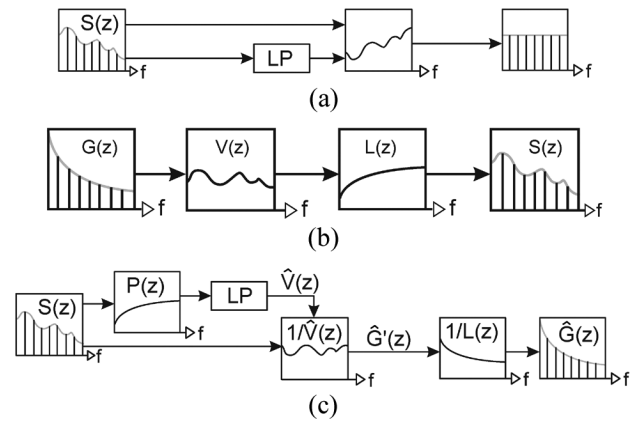 S(z)
LP
f f f
(a)
G(z) V(z) L(z) S(z)
f f f f
(b)
P(z) LP V̂(z)
S(z)
f
1/V̂(z) Ĝ'(z) 1/L(z) Ĝ(z)
f f f f
(c)